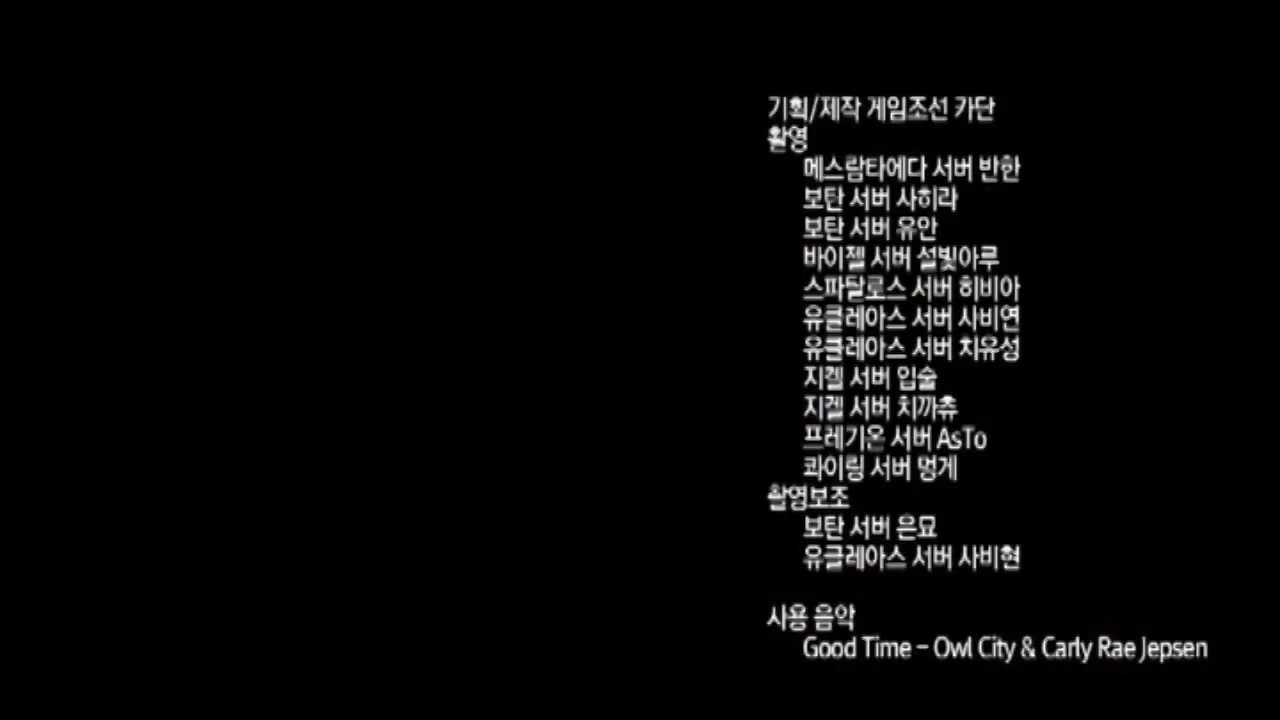 기획/제작 게임조선 카단
촬영
메스람타에다 서버 반한
보탄 서버 사히라
보탄 서버 유안
바이젤 서버 설빛아루
스파탈로스 서버 히비아
유클레아스 서버 사비연
유클레아스 서버 치유성
지켈 서버 입술
지켈 서버 치까츄
프레기온 서버 AsTo
콰이링 서버 멍게
촬영보조
보탄 서버 은묘
유클레아스 서버 사비현
사용 음악
Good Time - Owl City & Carly Rae Jepsen